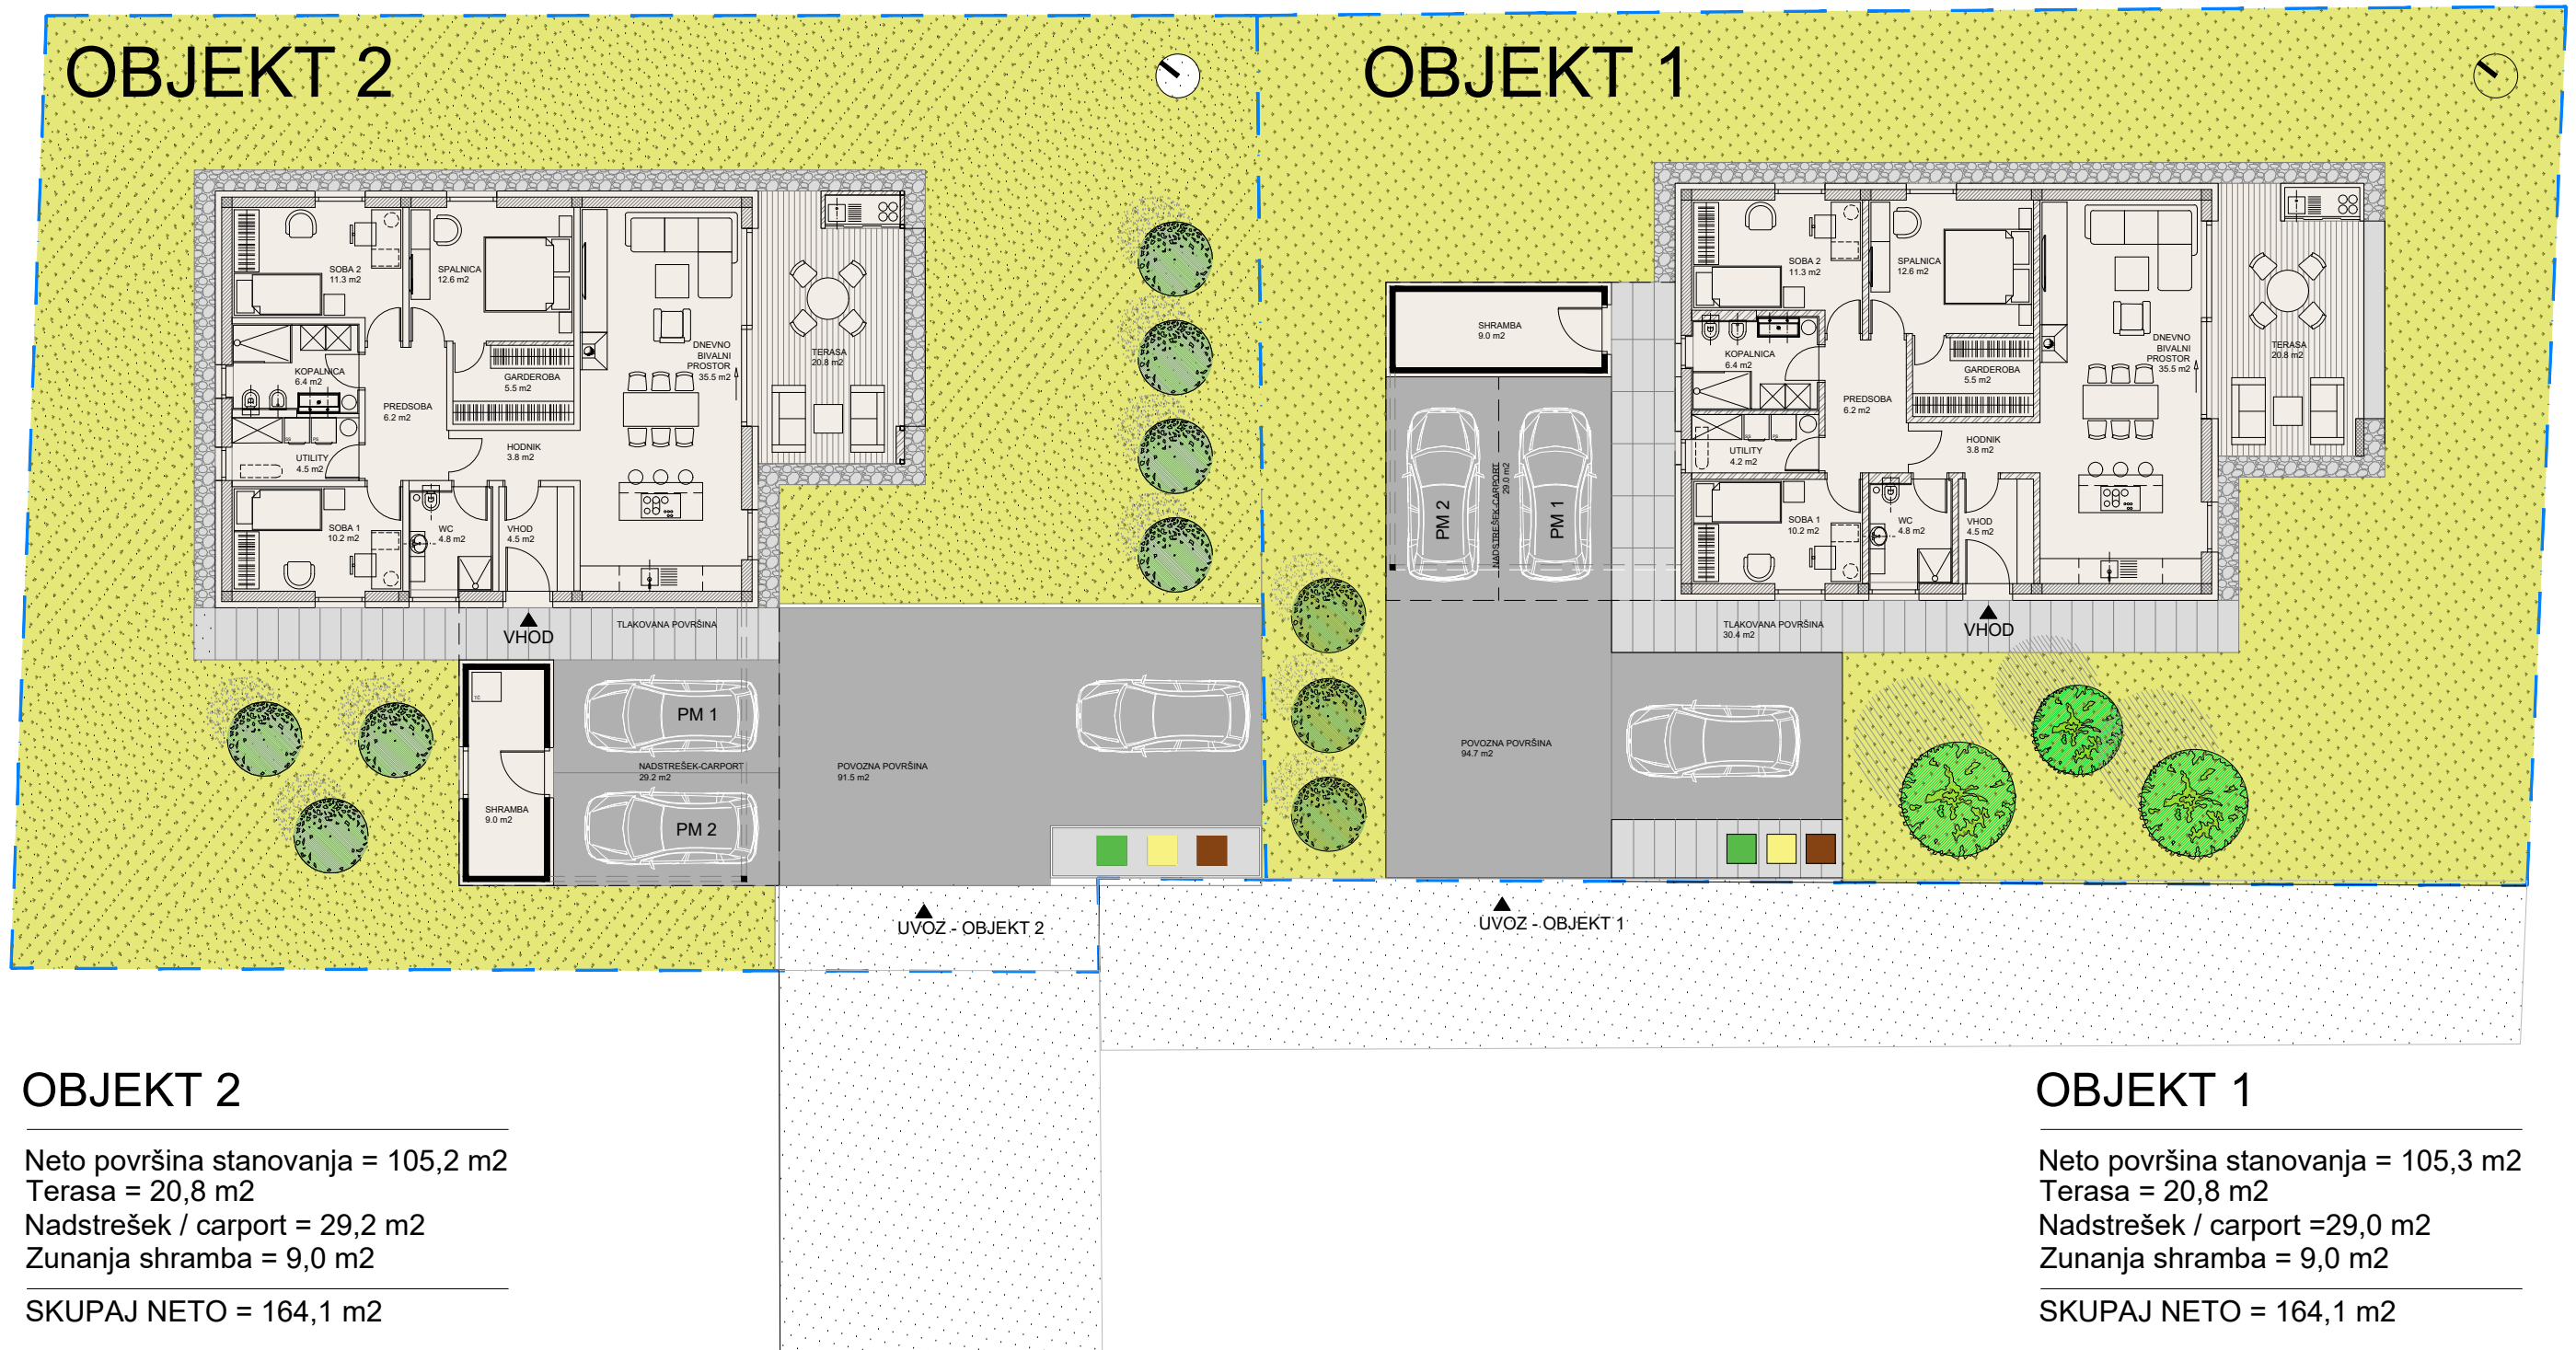 OBJEKT 2
OBJEKT 1
SOBA 2
11.3 m2
SPALNICA
12.6 m2
KOPALNICA
6.4 m2
GARDEROBA
5.5 m2
DNEVNO
BIVALNI
PROSTOR
35.5 m2
TERASA
20.8 m2
PREDSOBA
6.2 m2
UTILITY
4.5 m2
HODNIK
3.8 m2
SOBA 1
10.2 m2
WC
4.8 m2
VHOD
4.5 m2
VHOD
TLAKOVANA POVRŠINA
SHRAMBA
9.0 m2
PM 1
NADSTREŠEK-CARPORT
29.2 m2
PM 2
POVOZNA POVRŠINA
91.5 m2
UVOZ - OBJEKT 2
SHRAMBA
9.0 m2
PM 2
NADSTREŠEK-CARPORT
29.0 m2
PM 1
SOBA 2
11.3 m2
SPALNICA
12.6 m2
KOPALNICA
6.4 m2
GARDEROBA
5.5 m2
DNEVNO
BIVALNI
PROSTOR
35.5 m2
TERASA
20.8 m2
PREDSOBA
6.2 m2
UTILITY
4.2 m2
HODNIK
3.8 m2
SOBA 1
10.2 m2
WC
4.8 m2
VHOD
4.5 m2
TLAKOVANA POVRŠINA
30.4 m2
VHOD
POVOZNA POVRŠINA
94.7 m2
UVOZ - OBJEKT 1
OBJEKT 2
Neto površina stanovanja = 105,2 m2
Terasa = 20,8 m2
Nadstrešek / carport = 29,2 m2
Zunanja shramba = 9,0 m2
SKUPAJ NETO = 164,1 m2
OBJEKT 1
Neto površina stanovanja = 105,3 m2
Terasa = 20,8 m2
Nadstrešek / carport =29,0 m2
Zunanja shramba = 9,0 m2
SKUPAJ NETO = 164,1 m2